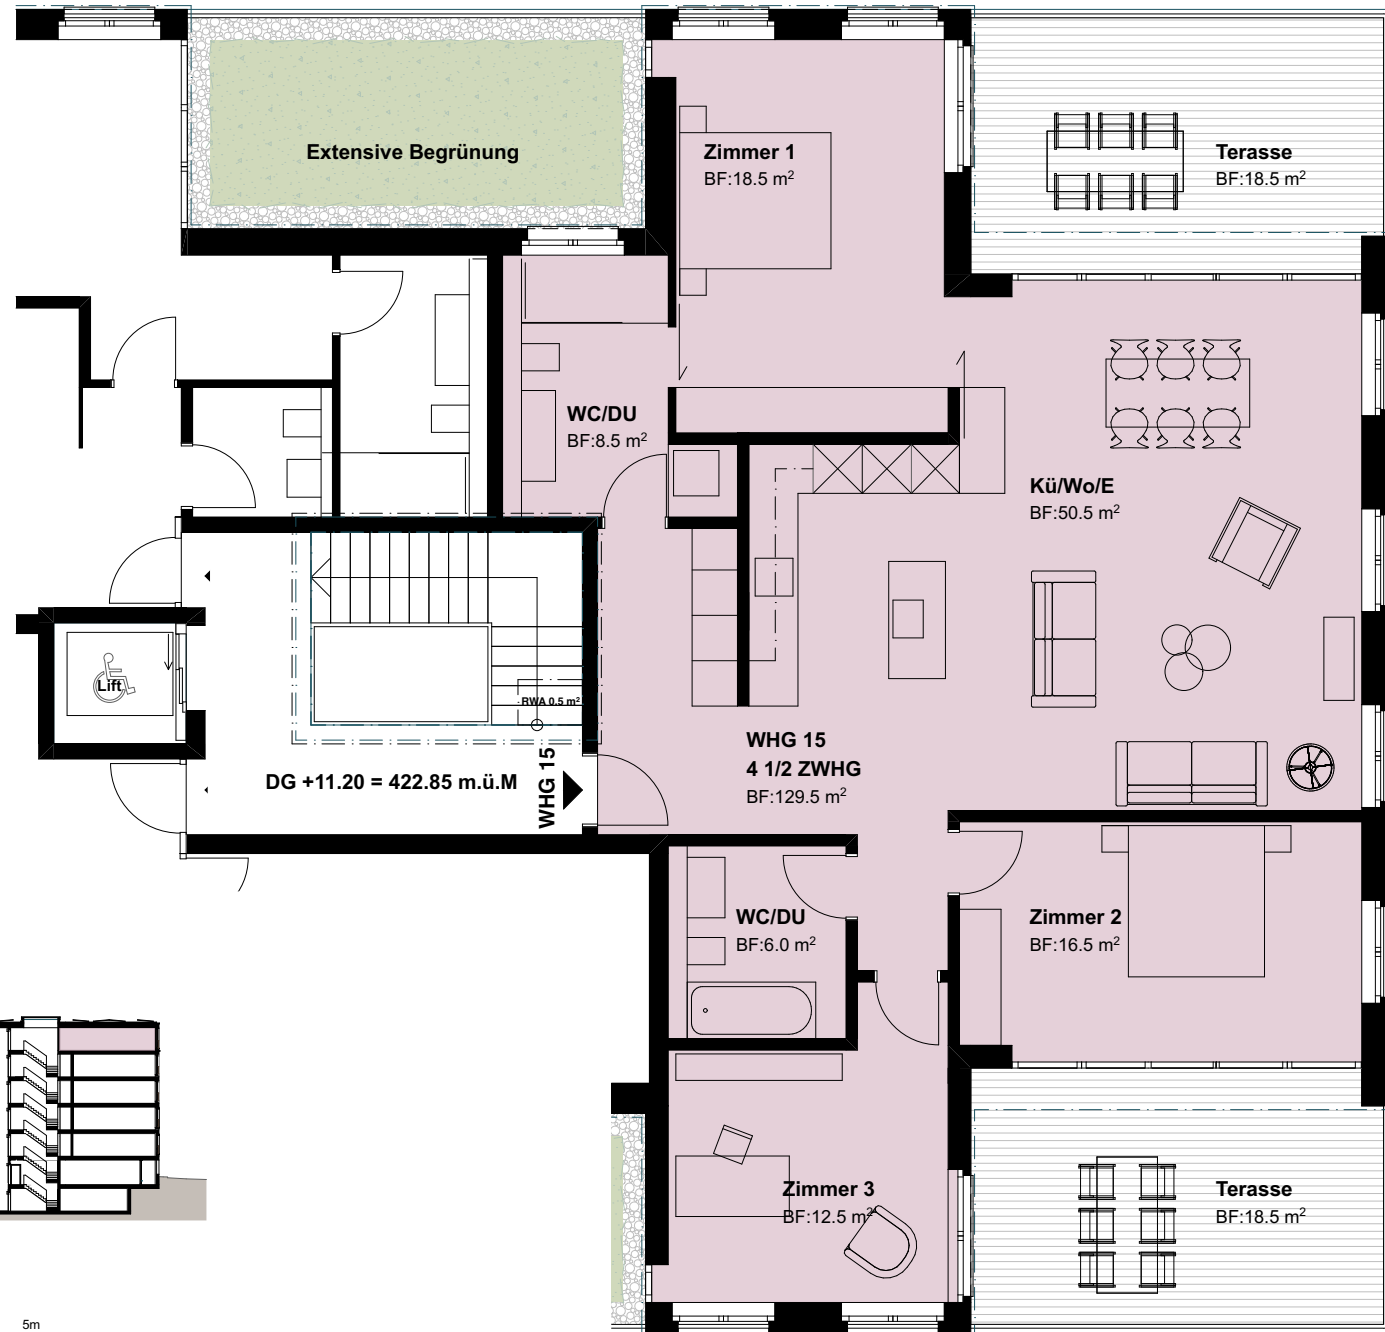 Extensive Begrünung
Zimmer 1
BF:18.5 m²
Terasse
BF:18.5 m²
WC/DU
BF:8.5 m²
Kü/Wo/E
BF:50.5 m²
Lift
RWA 0.5 m²
WHG 15
DG +11.20 = 422.85 m.ü.M
WHG 15
4 1/2 ZWHG
BF:129.5 m²
WC/DU
BF:6.0 m²
Zimmer 2
BF:16.5 m²
Zimmer 3
BF:12.5 m²
Terasse
BF:18.5 m²
5m